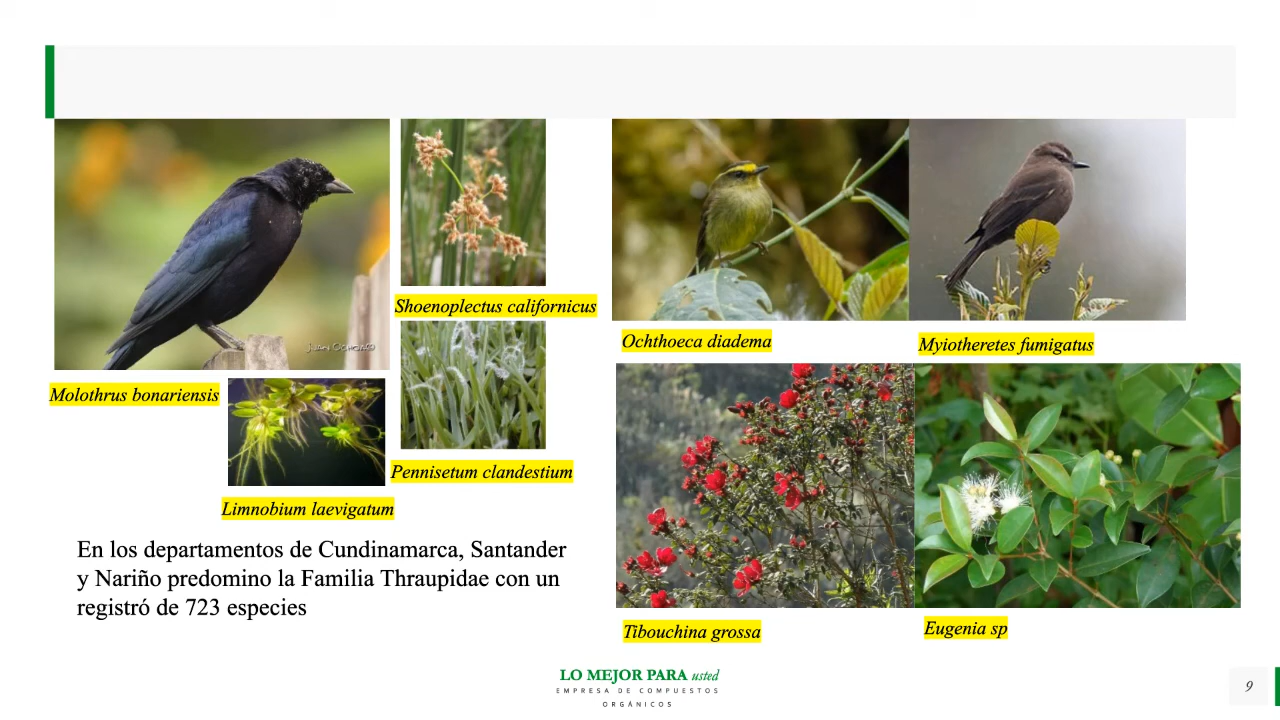 Shoenoplectus californicus
Ochthoeca diadema
Myiotheretes fumigatus
Molothrus bonariensis
Pennisetum clandestium
Limnobium laevigatum
En los departamentos de Cundinamarca, Santander
y Nariño predomino la Familia Thraupidae con un
registró de 723 especies
Tibouchina grossa
Eugenia sp
LO MEJOR PARA usted
EMPRESA DE COMPUESTOS
ORGÁNICOS
9